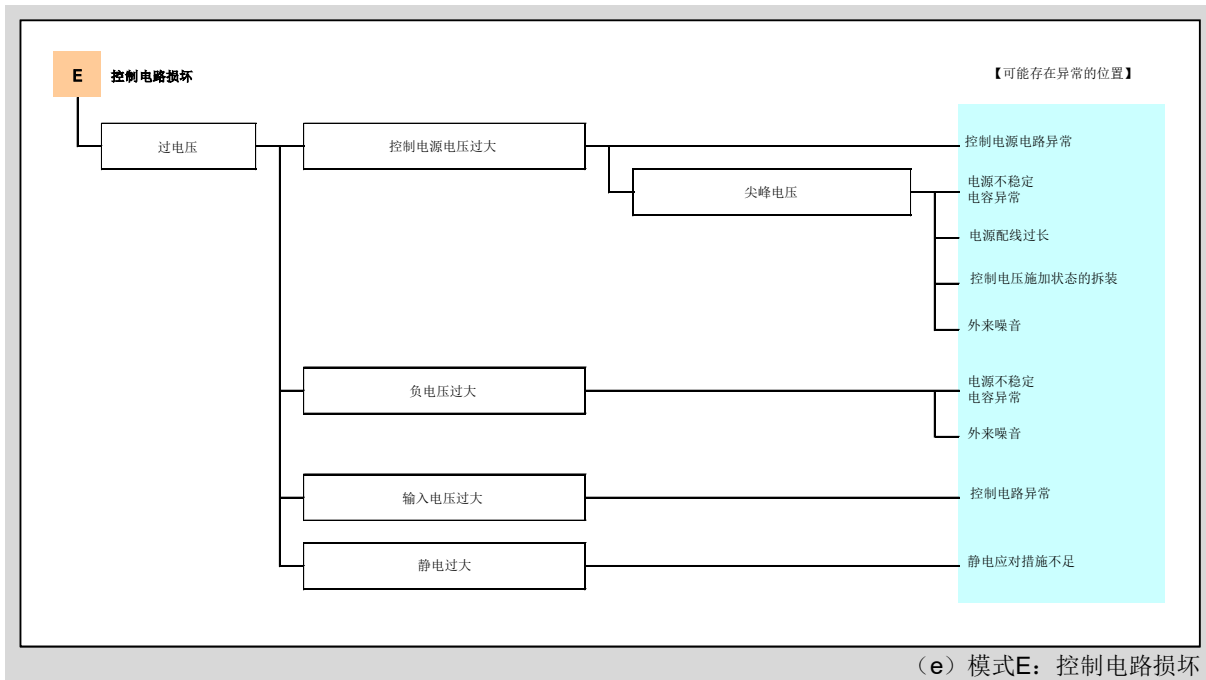 E 控制电路损坏
【可能存在异常的位置】
过电压
控制电源电压过大
控制电源电路异常
尖峰电压
电源不稳定
电容异常
电源配线过长
控制电压施加状态的拆装
外来噪音
负电压过大
电源不稳定
电容异常
外来噪音
输入电压过大
控制电路异常
静电过大
静电应对措施不足
（e）模式E：控制电路损坏